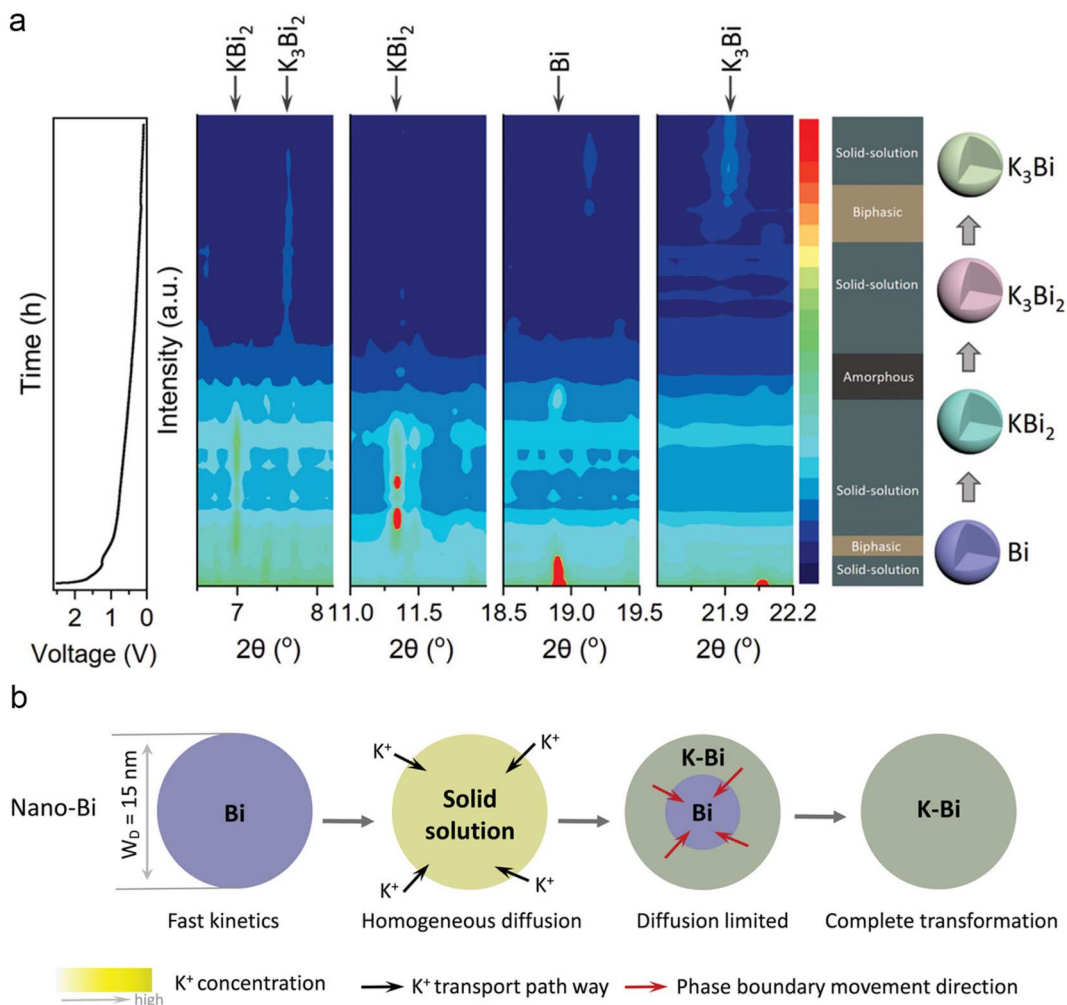 a
KBi₂
K₃Bi₂
KBi₂
Bi
K₃Bi
Time (h)
Intensity (a.u.)
Solid-solution
Biphasic
Solid-solution
Amorphous
Solid-solution
Biphasic
Solid-solution
K₃Bi
K₃Bi₂
KBi₂
Bi
2 1 0
7 8
11.0 11.5
18.5 19.0 19.5
21.9 22.2
Voltage (V)
2θ (°)
2θ (°)
2θ (°)
2θ (°)
b
Nano-Bi
W_D = 15 nm
Bi
K⁺
K⁺
Solid
solution
K⁺
K⁺
K-Bi
Bi
K-Bi
Fast kinetics
Homogeneous diffusion
Diffusion limited
Complete transformation
high
K⁺ concentration
K⁺ transport path way
Phase boundary movement direction